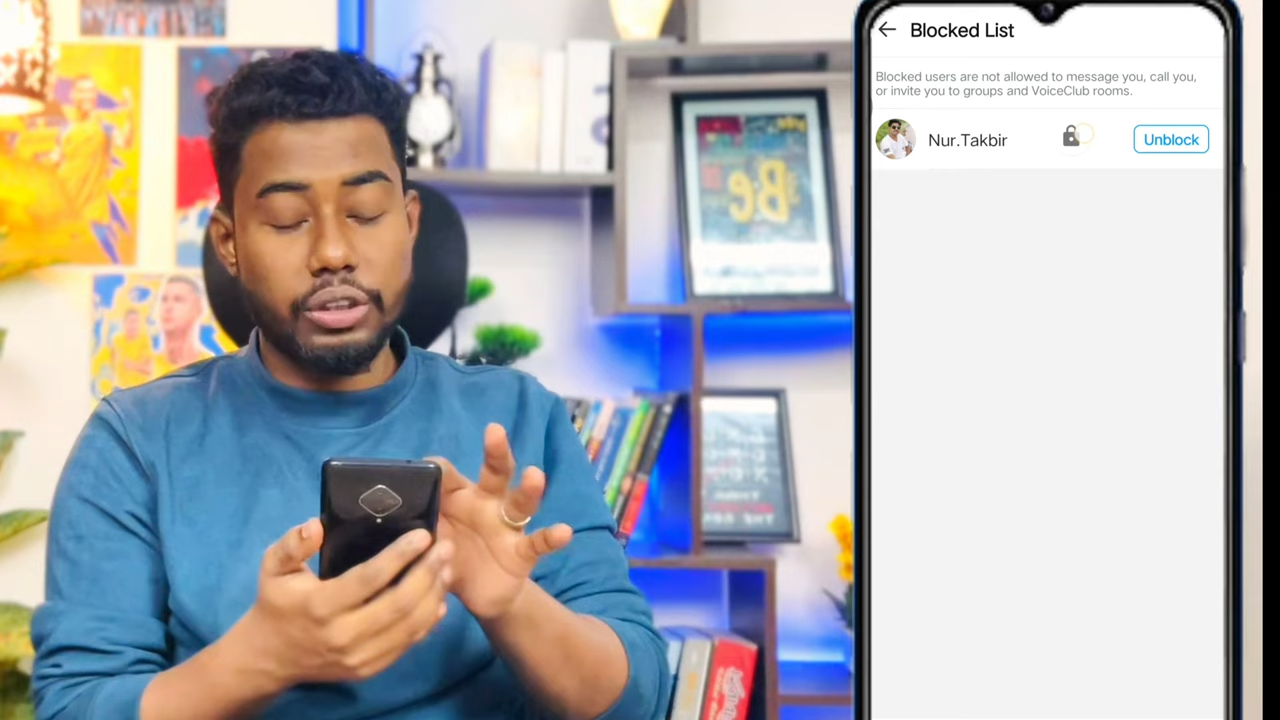 Blocked List
Blocked users are not allowed to message you, call you,
or invite you to groups and VoiceClub rooms.
Nur.Takbir
Unblock
Be